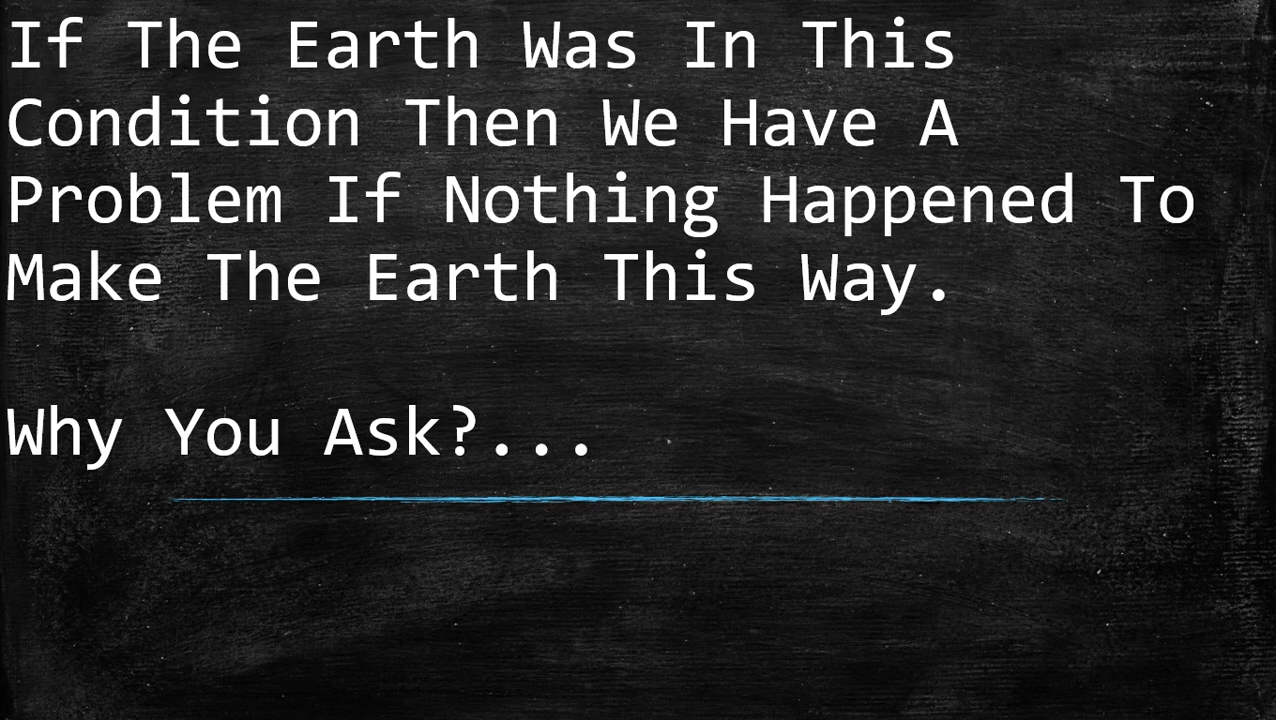 If The Earth Was In This
Condition Then We Have A
Problem If Nothing Happened To
Make The Earth This Way.
Why You Ask?...